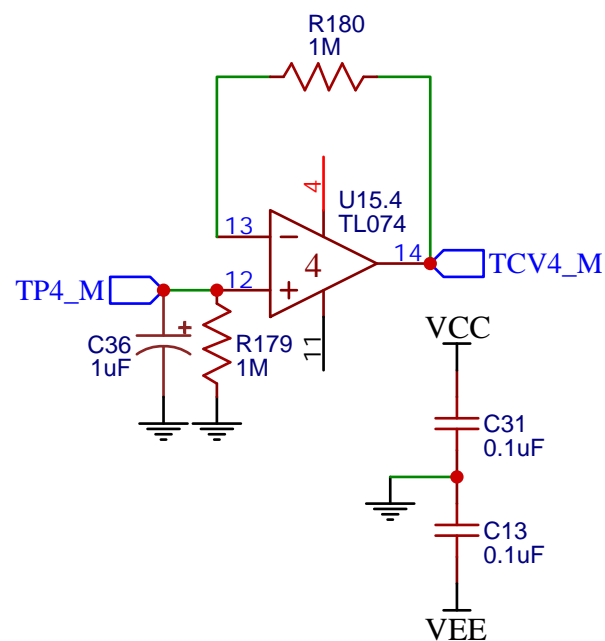 R180
1M
4
U15.4
TL074
13
4
14
TCV4_M
TP4_M
12
C36
1uF
R179
1M
11
VCC
C31
0.1uF
C13
0.1uF
VEE